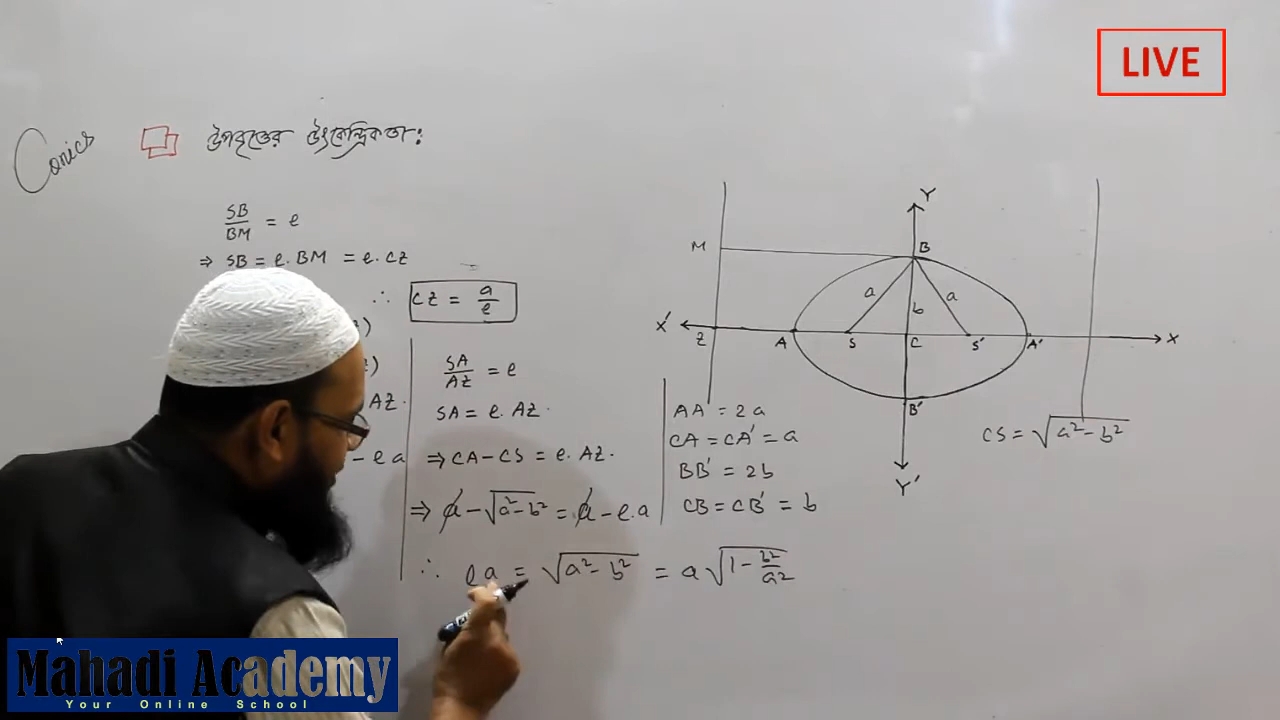 LIVE
Conics
উপবৃত্তের উৎকেন্দ্রিকতা:
SB/BM = e
⇒ SB = e.BM = e.CZ
∴ CZ = a/e
)
)
AZ.
- ea
SA/AZ = e
SA = e.AZ.
⇒ CA - CS = e.AZ.
⇒ a - √(a² - b²) = a - e.a
∴ ea = √(a² - b²) = a√(1 - b²/a²)
AA' = 2a
CA = CA' = a
BB' = 2b
CB = CB' = b
Y
M
B
a
a
b
X'
Z
A
S
C
S'
A'
X
B'
Y'
CS = √(a² - b²)
Mahadi Academy
Your Online School